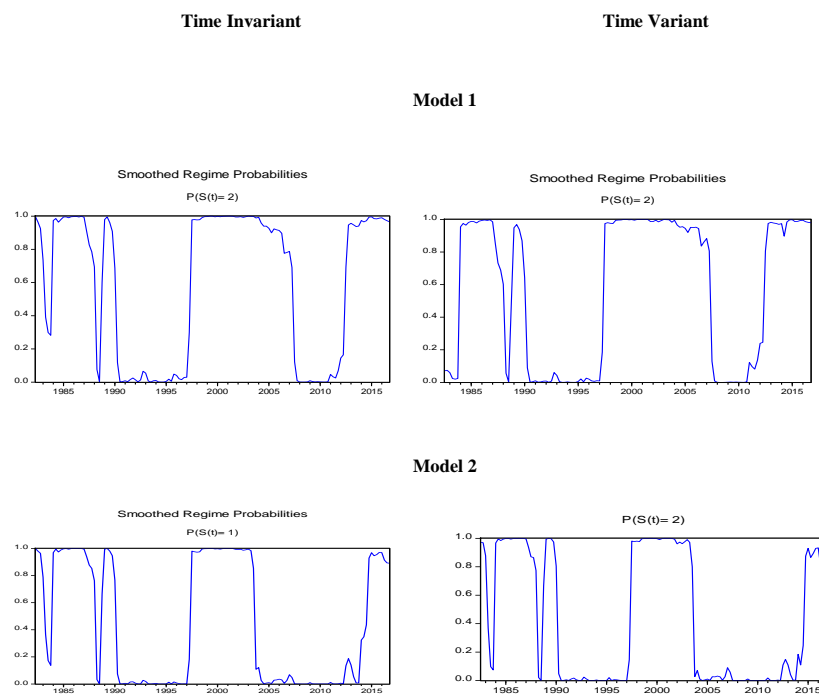 Time Invariant Time Variant
Model 1
Smoothed Regime Probabilities
P(S(t)= 2)
1.0
0.8
0.6
0.4
0.2
0.0
1985 1990 1995 2000 2005 2010 2015
Smoothed Regime Probabilities
P(S(t)= 2)
1.0
0.8
0.6
0.4
0.2
0.0
1985 1990 1995 2000 2005 2010 2015
Model 2
Smoothed Regime Probabilities
P(S(t)= 1)
1.0
0.8
0.6
0.4
0.2
0.0
1985 1990 1995 2000 2005 2010 2015
P(S(t)= 2)
1.0
0.8
0.6
0.4
0.2
0.0
1985 1990 1995 2000 2005 2010 2015